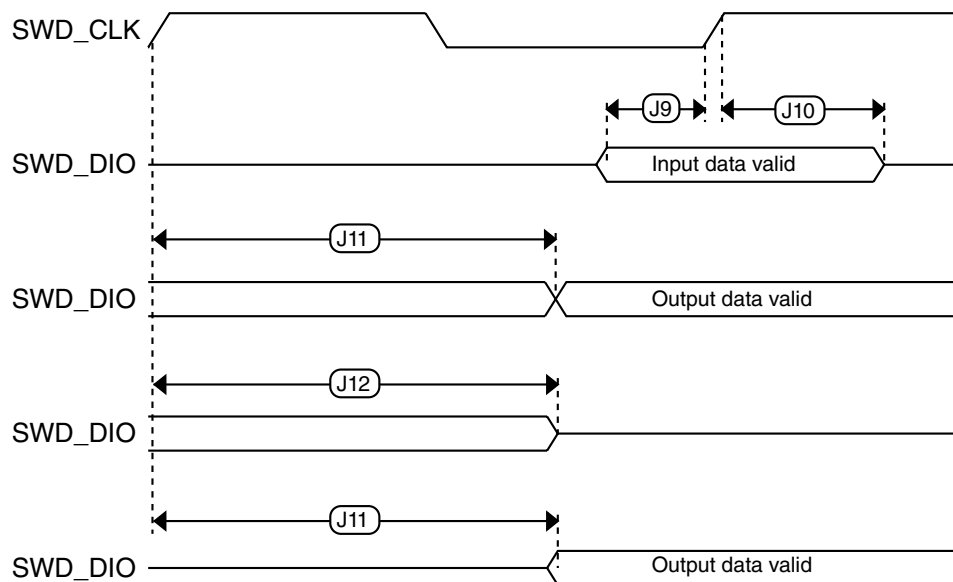 SWD_CLK
J9
J10
SWD_DIO
Input data valid
J11
SWD_DIO
Output data valid
J12
SWD_DIO
J11
SWD_DIO
Output data valid